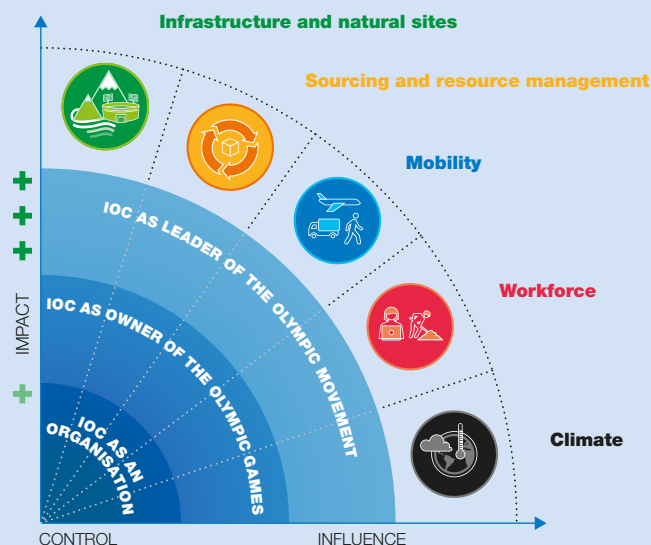 Infrastructure and natural sites
Sourcing and resource management
Mobility
Workforce
Climate
IOC AS LEADER OF THE OLYMPIC MOVEMENT
IOC AS OWNER OF THE OLYMPIC GAMES
IOC AS AN
ORGANISATION
IMPACT
CONTROL
INFLUENCE